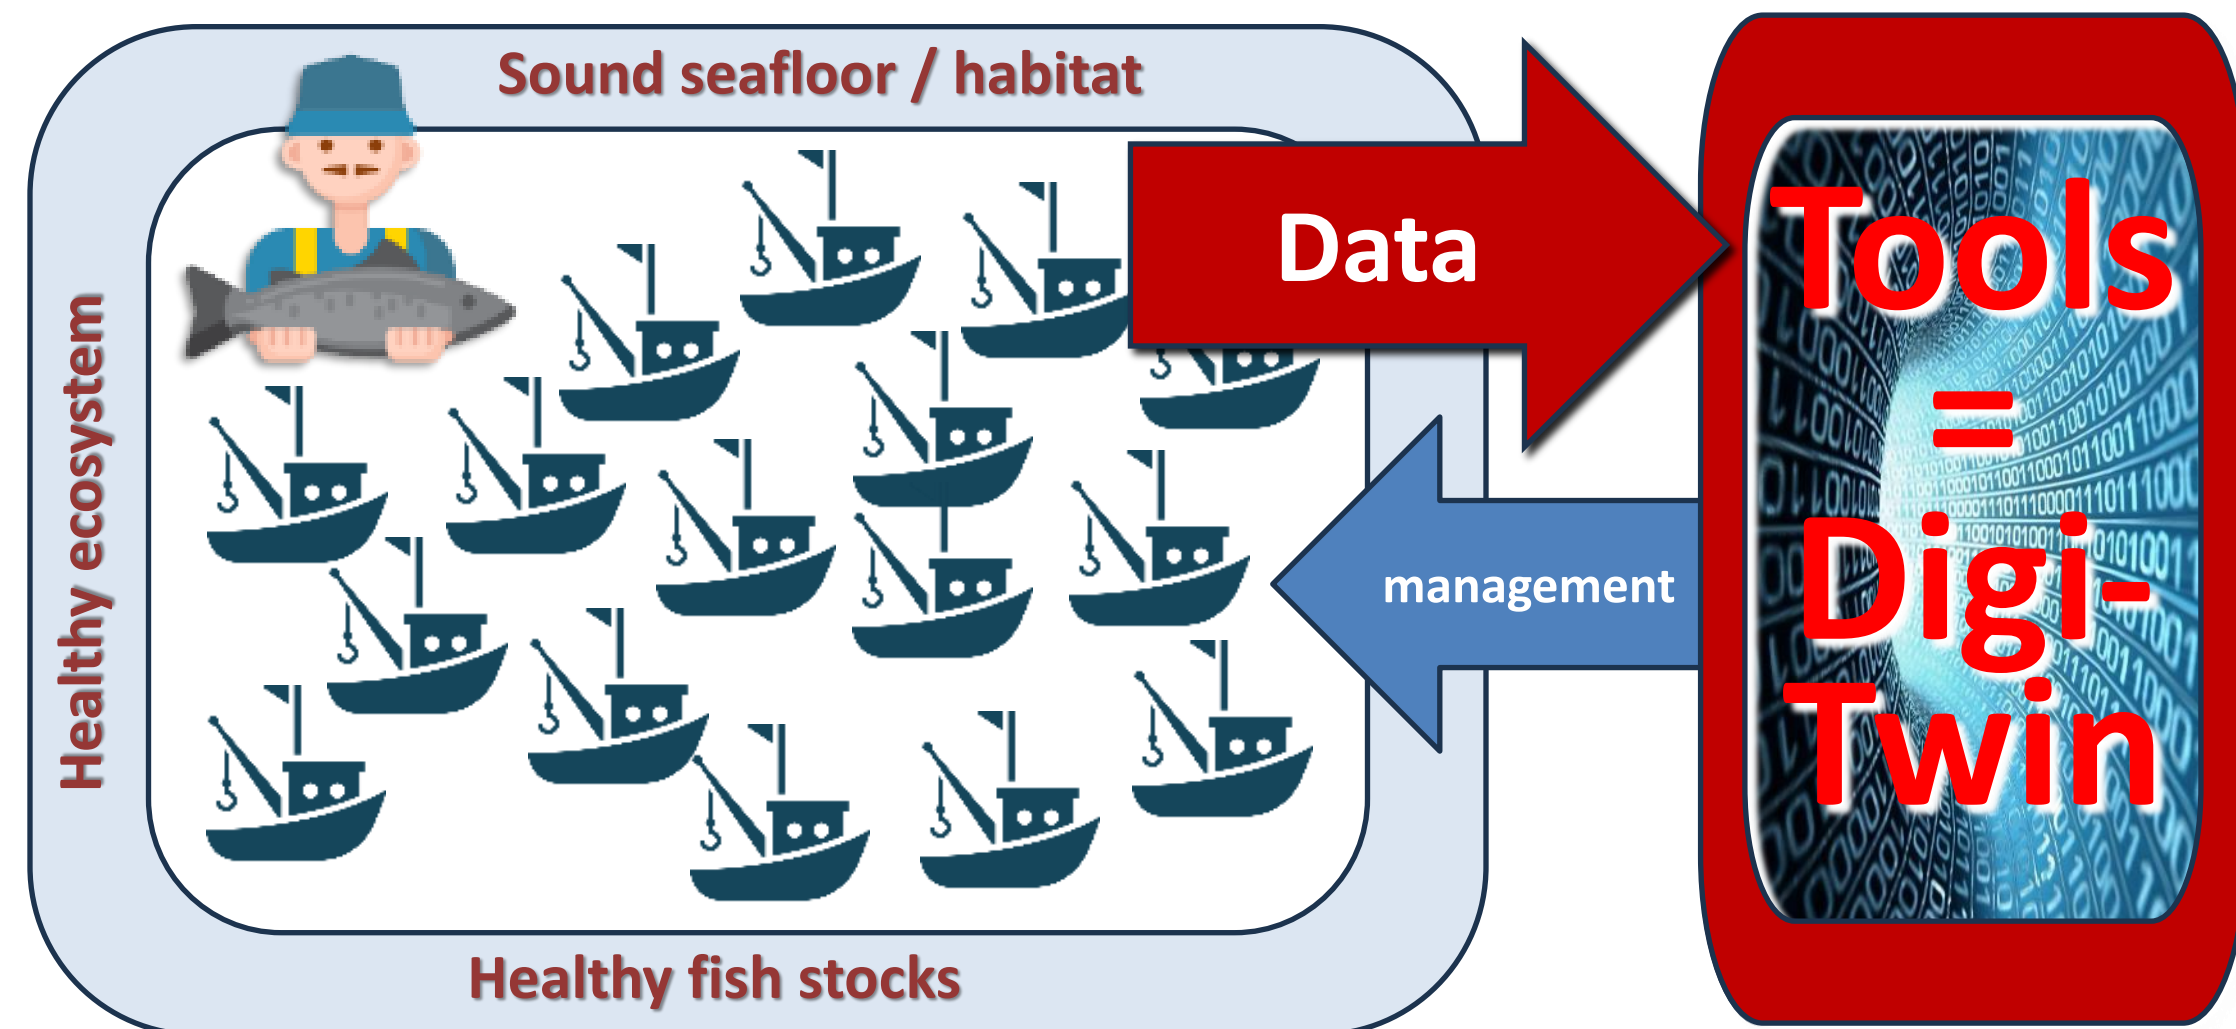 Sound seafloor / habitat
Healthy ecosystem
Data
management
Healthy fish stocks
Tools
=
Digi-
Twin